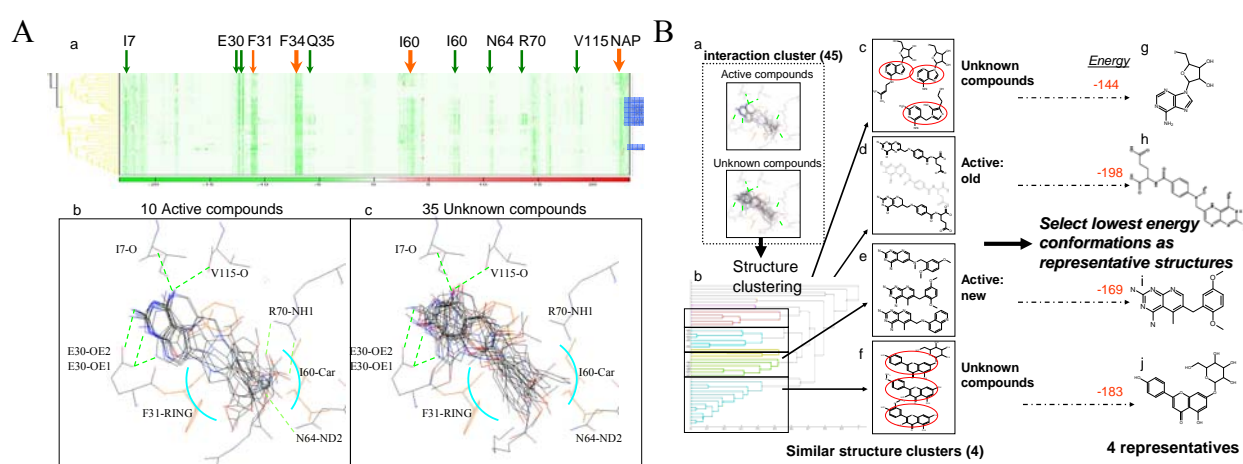 A
a
I7
E30
F31
F34
Q35
I60
I60
N64
R70
V115
NAP
b
10 Active compounds
I7-O
V115-O
R70-NH1
E30-OE2
E30-OE1
I60-Car
F31-RING
N64-ND2
c
35 Unknown compounds
I7-O
V115-O
R70-NH1
E30-OE2
E30-OE1
I60-Car
F31-RING
N64-ND2
B
a
interaction cluster (45)
Active compounds
Unknown compounds
Structure
clustering
b
c
Unknown
compounds
d
Active:
old
e
Active:
new
f
Unknown
compounds
Similar structure clusters (4)
Energy
-144
-198
Select lowest energy
conformations as
representative structures
-169
-183
g
h
i
j
4 representatives